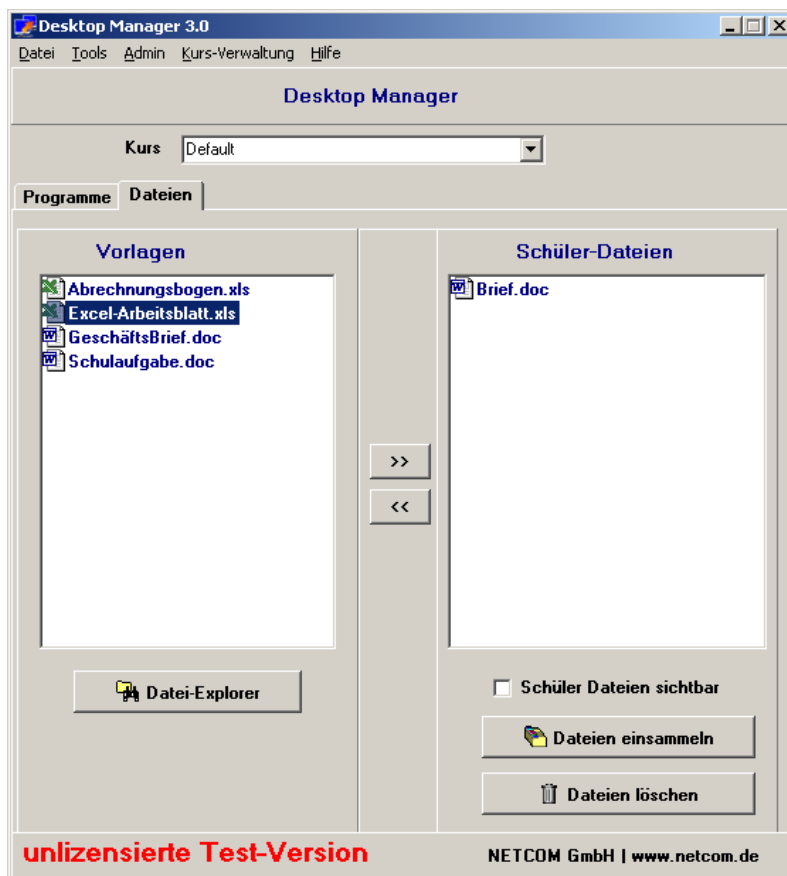 Desktop Manager 3.0
Datei Tools Admin Kurs-Verwaltung Hilfe
Desktop Manager
Kurs Default
Programme Dateien
Vorlagen
Abrechnungsbogen.xls
Excel-Arbeitsblatt.xls
GeschäftsBrief.doc
Schulaufgabe.doc
Datei-Explorer
>>
<<
Schüler-Dateien
Brief.doc
Schüler Dateien sichtbar
Dateien einsammeln
Dateien löschen
unlizensierte Test-Version
NETCOM GmbH | www.netcom.de